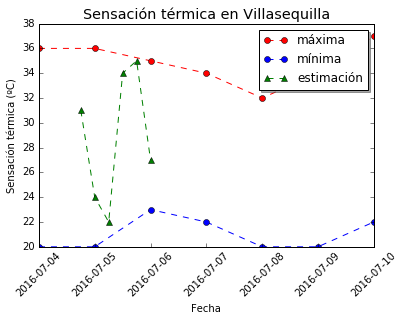 Sensación térmica en Villasequilla
Sensación térmica (ºC)
38
36
34
32
30
28
26
24
22
20
máxima
mínima
estimación
2016-07-04
2016-07-05
2016-07-06
2016-07-07
2016-07-08
2016-07-09
2016-07-10
Fecha